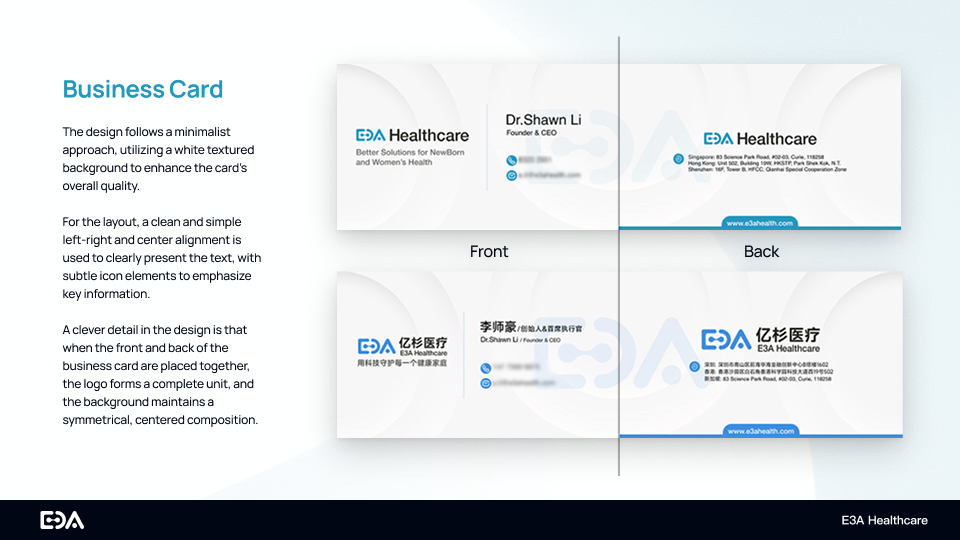 Business Card
The design follows a minimalist
approach, utilizing a white textured
background to enhance the card's
overall quality.
For the layout, a clean and simple
left-right and center alignment is
used to clearly present the text, with
subtle icon elements to emphasize
key information.
A clever detail in the design is that
when the front and back of the
business card are placed together,
the logo forms a complete unit, and
the background maintains a
symmetrical, centered composition.
E3A Healthcare
Better Solutions for NewBorn
and Women's Health
Dr.Shawn Li
Founder & CEO
E3A Healthcare
Singapore: 83 Science Park Road, #02-03, Curie, 118258
Hong Kong: Unit 502, Building 19W, HKSTP, Park Shek Kok, N.T.
Shenzhen: 16F, Tower B, HFCC, Qianhai Special Cooperation Zone
www.e3ahealth.com
Front
Back
E3A 亿杉医疗
E3A Healthcare
用科技守护每一个健康家庭
李师豪/创始人&首席执行官
Dr.Shawn Li / Founder & CEO
E3A 亿杉医疗
E3A Healthcare
深圳: 深圳市南山区前海华海金融创新中心B塔楼1602
香港: 香港沙田区白石角香港科学园科技大道西19号502
新加坡: 83 Science Park Road, #02-03, Curie, 118258
www.e3ahealth.com
E3A
E3A Healthcare